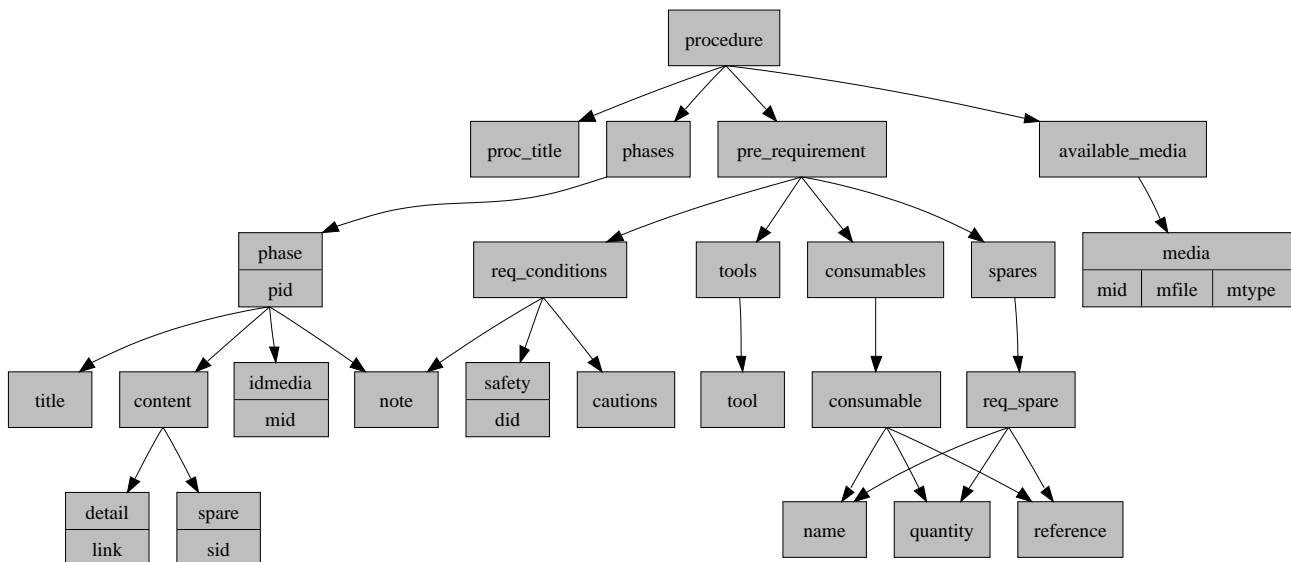 procedure
proc_title
phases
pre_requirement
available_media
phase
pid
req_conditions
tools
consumables
spares
media
mid
mfile
mtype
title
content
idmedia
mid
note
safety
did
cautions
tool
consumable
req_spare
detail
link
spare
sid
name
quantity
reference